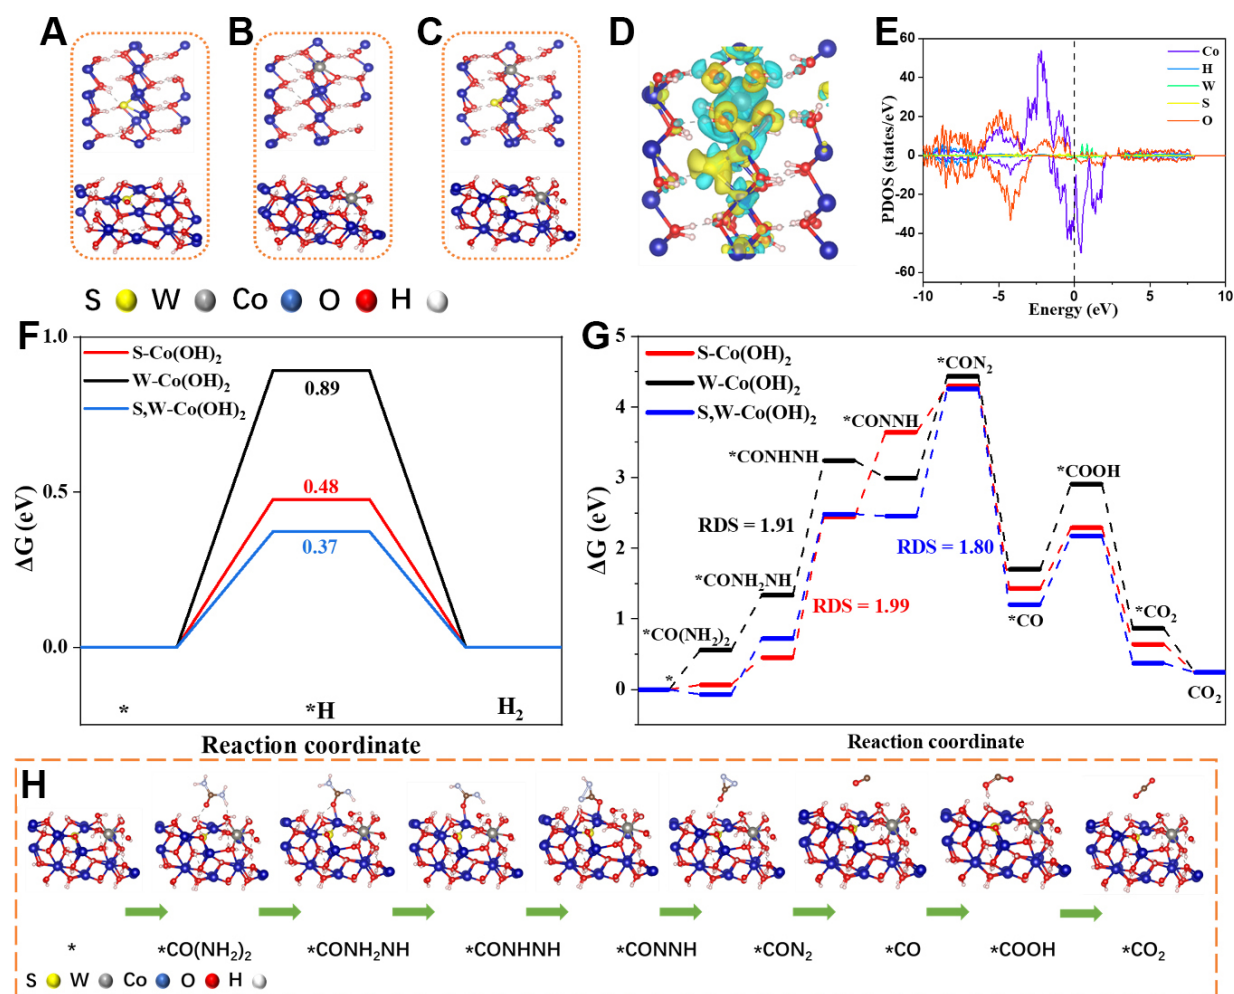 A B C D E
S W Co O H
PDOS (states/eV)
60
40
20
0
-20
-40
-60
-10 -5 0 5 10
Energy (eV)
Co
H
W
S
O
F
ΔG (eV)
1.0
0.5
0.0
S-Co(OH)₂
W-Co(OH)₂
S,W-Co(OH)₂
0.89
0.48
0.37
* *H H₂
Reaction coordinate
G
ΔG (eV)
5
4
3
2
1
0
S-Co(OH)₂
W-Co(OH)₂
S,W-Co(OH)₂
*CON₂
*CONNH
*CONHNH
*COOH
RDS = 1.91
RDS = 1.80
*CONH₂NH
RDS = 1.99
*CO(NH₂)₂
*CO
*CO₂
*
CO₂
Reaction coordinate
H
* *CO(NH₂)₂ *CONH₂NH *CONHNH *CONNH *CON₂ *CO *COOH *CO₂
S W Co O H